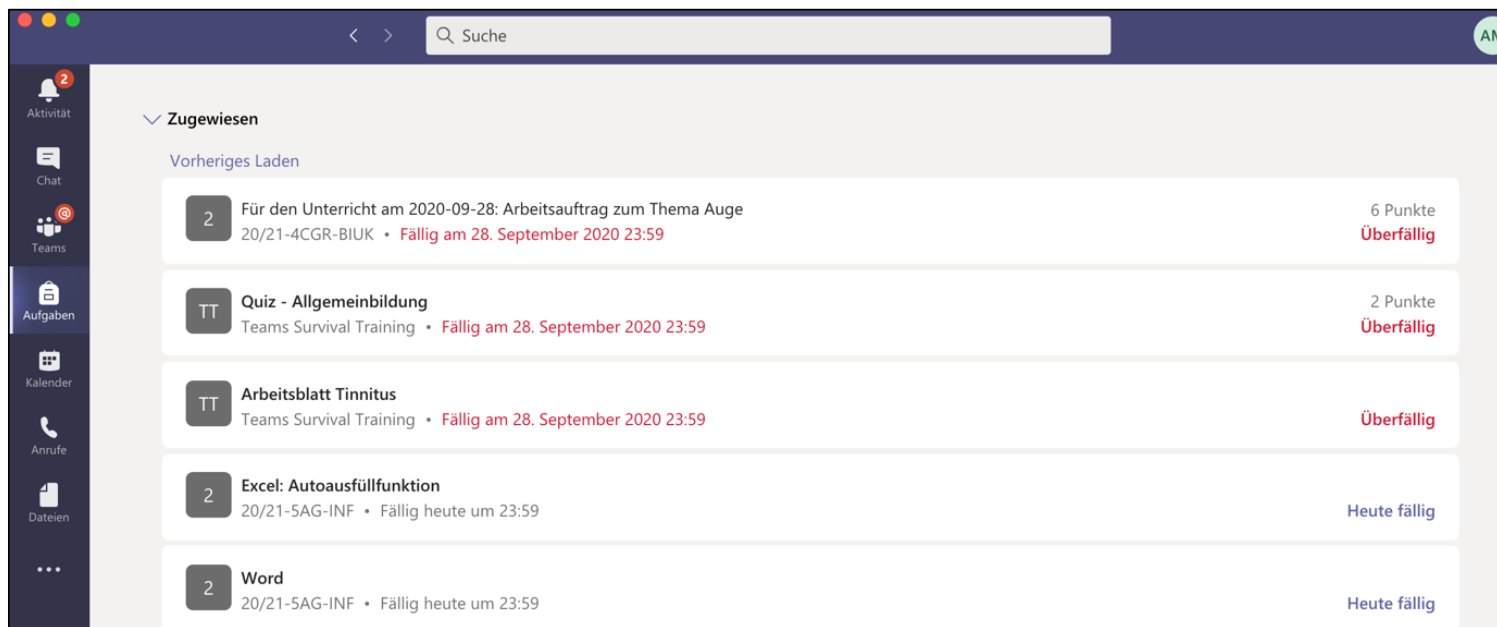 Suche
AM
2
Aktivität
Chat
@
Teams
Aufgaben
Kalender
Anrufe
Dateien
Zugewiesen
Vorheriges Laden
2
Für den Unterricht am 2020-09-28: Arbeitsauftrag zum Thema Auge
6 Punkte
20/21-4CGR-BIUK • Fällig am 28. September 2020 23:59
Überfällig
TT
Quiz - Allgemeinbildung
2 Punkte
Teams Survival Training • Fällig am 28. September 2020 23:59
Überfällig
TT
Arbeitsblatt Tinnitus
Teams Survival Training • Fällig am 28. September 2020 23:59
Überfällig
2
Excel: Autoausfüllfunktion
20/21-5AG-INF • Fällig heute um 23:59
Heute fällig
2
Word
20/21-5AG-INF • Fällig heute um 23:59
Heute fällig